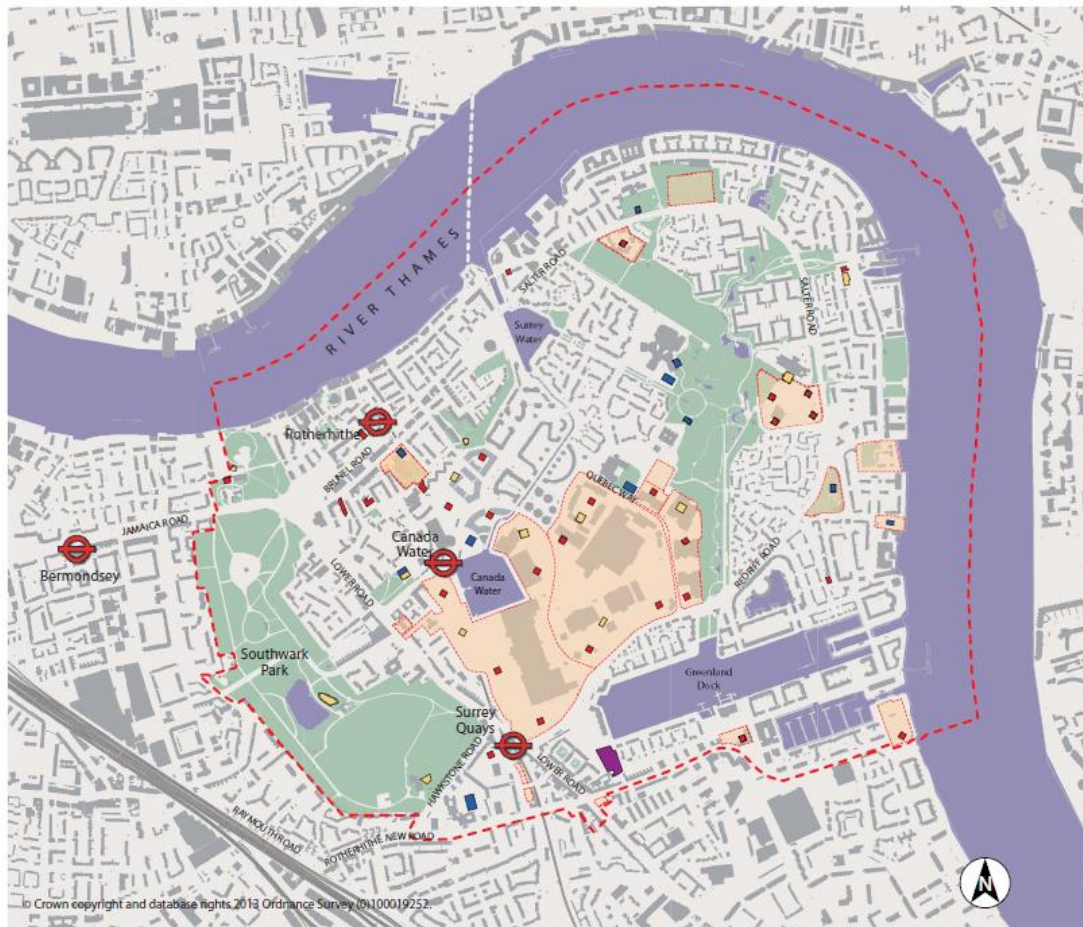 RIVER THAMES
SALTER ROAD
SALTER ROAD
Surrey
Water
Rotherhithe
BRUNEL ROAD
QUEBEC WAY
JAMAICA ROAD
Bermondsey
Canada
Water
LOWER ROAD
Canada
Water
REDRIFF ROAD
Southwark
Park
Greenland
Dock
Surrey
Quays
HAWKSTONE ROAD
LOWER ROAD
RAYMOUTH ROAD
ROTHERHITHE NEW ROAD
N
© Crown copyright and database rights 2013 Ordnance Survey (0)100019252.